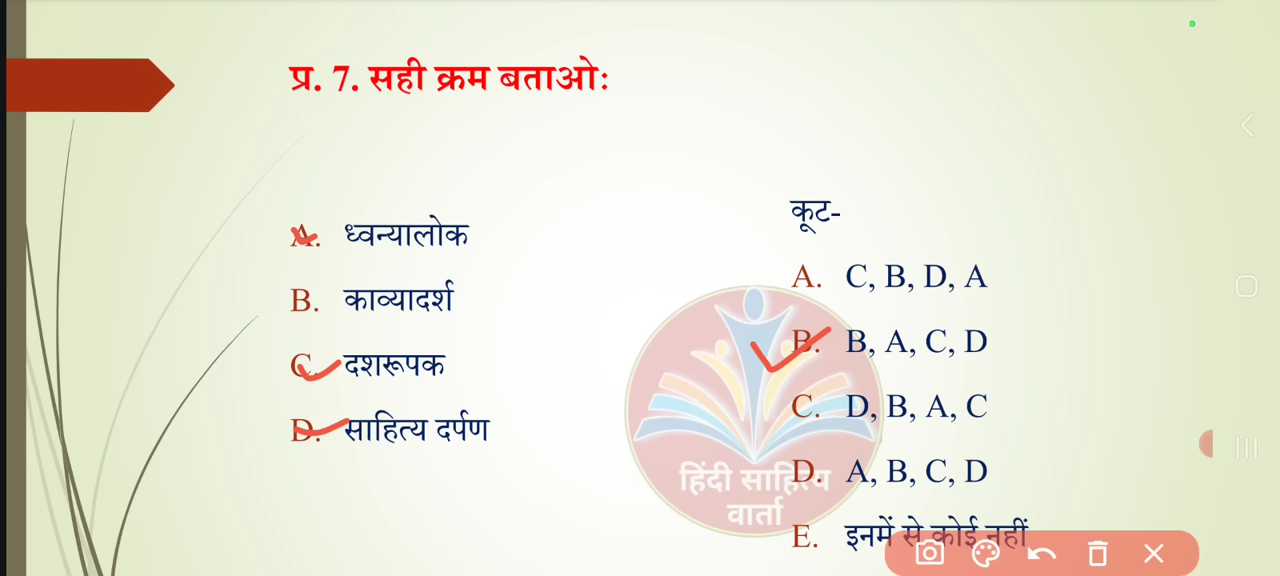 प्र. 7. सही क्रम बताओः
A. ध्वन्यालोक
B. काव्यादर्श
C. दशरूपक
D. साहित्य दर्पण
कूट-
A. C, B, D, A
B. B, A, C, D
C. D, B, A, C
D. A, B, C, D
E. इनमें से कोई नहीं
हिंदी साहित्य
वार्ता